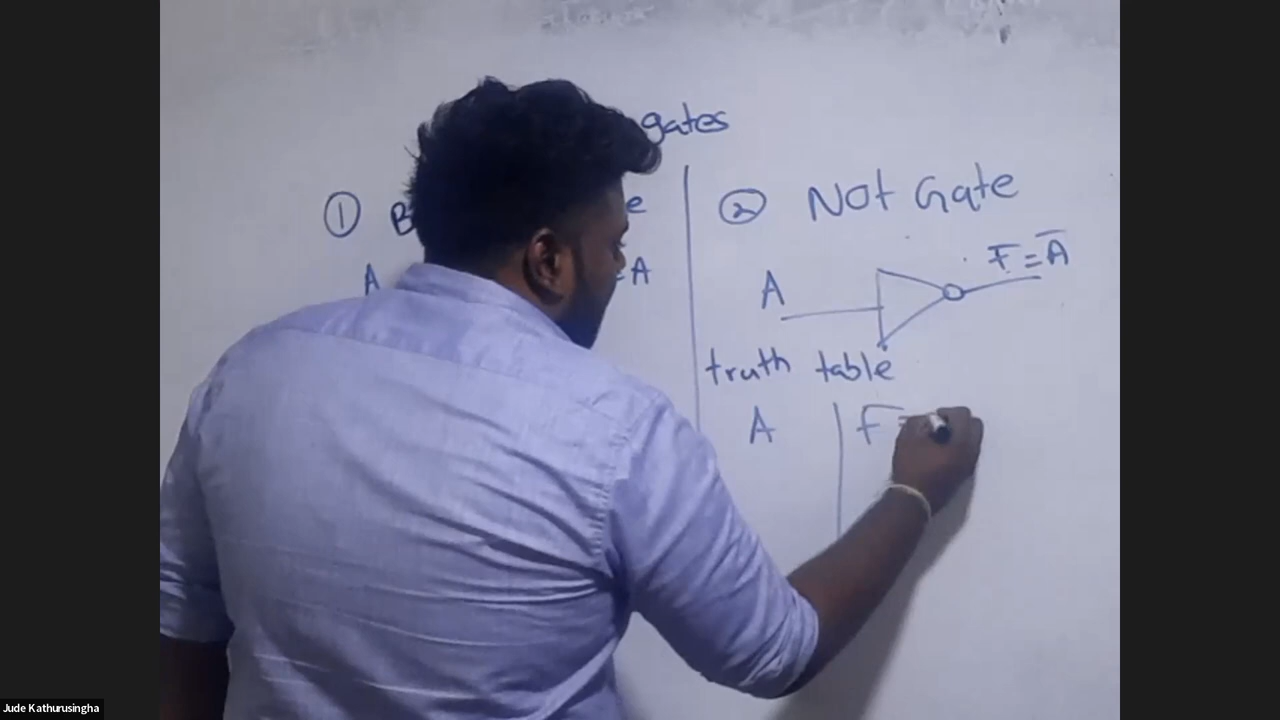 gates
① B e
A =A
② Not Gate
A F = A̅
truth table
A F =
Jude Kathurusingha